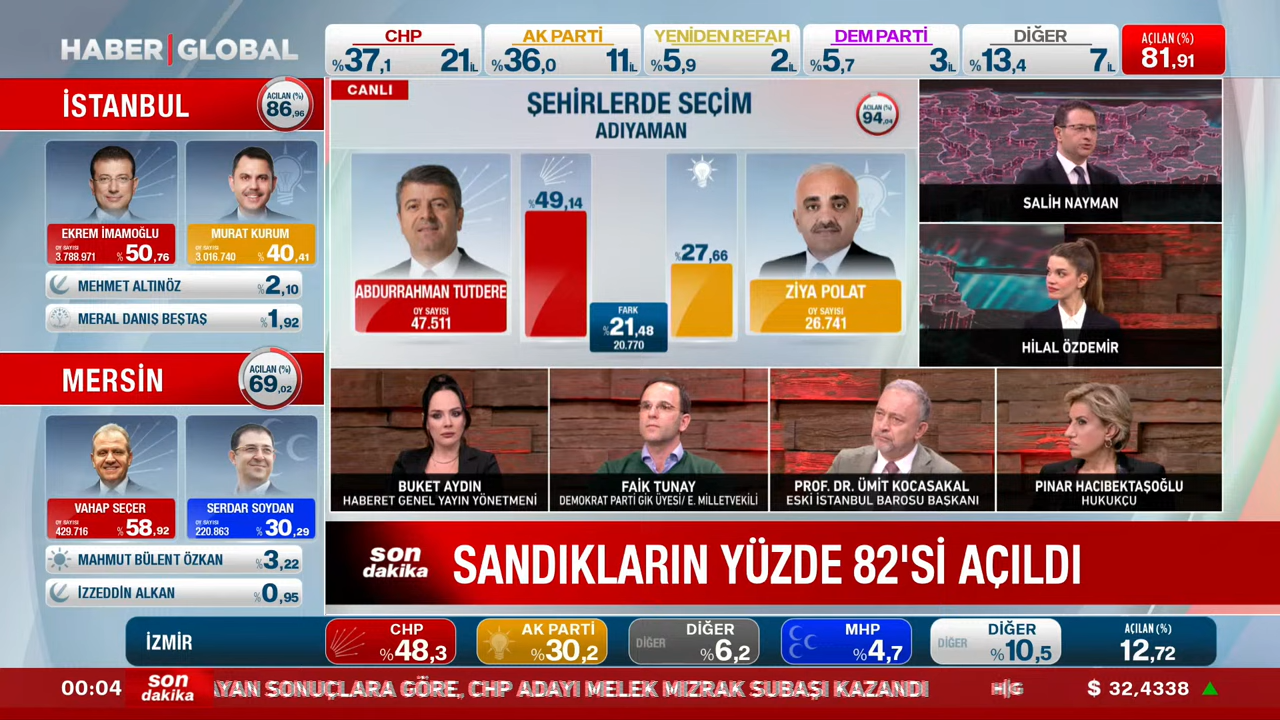 HABER GLOBAL
CHP
%37,1 21İL
AK PARTİ
%36,0 11İL
YENİDEN REFAH
%5,9 2İL
DEM PARTİ
%5,7 3İL
DİĞER
%13,4 7İL
AÇILAN (%)
81,91
İSTANBUL
AÇILAN (%)
86,96
EKREM İMAMOĞLU
OY SAYISI
3.788.971 %50,76
MURAT KURUM
OY SAYISI
3.016.740 %40,41
MEHMET ALTINÖZ %2,10
MERAL DANIŞ BEŞTAŞ %1,92
MERSİN
AÇILAN (%)
69,02
VAHAP SEÇER
OY SAYISI
429.716 %58,92
SERDAR SOYDAN
OY SAYISI
220.863 %30,29
MAHMUT BÜLENT ÖZKAN %3,22
İZZEDDİN ALKAN %0,95
CANLI
ŞEHİRLERDE SEÇİM
ADIYAMAN
AÇILAN (%)
94,04
ABDURRAHMAN TUTDERE
OY SAYISI
47.511
%49,14
FARK
%21,48
20.770
%27,66
ZİYA POLAT
OY SAYISI
26.741
SALİH NAYMAN
HİLAL ÖZDEMİR
BUKET AYDIN
HABERET GENEL YAYIN YÖNETMENİ
FAİK TUNAY
DEMOKRAT PARTİ GİK ÜYESİ/ E. MİLLETVEKİLİ
PROF. DR. ÜMİT KOCASAKAL
ESKİ İSTANBUL BAROSU BAŞKANI
PINAR HACIBEKTAŞOĞLU
HUKUKÇU
son dakika
SANDIKLARIN YÜZDE 82'Sİ AÇILDI
İZMİR
CHP
%48,3
AK PARTİ
%30,2
DİĞER
DİĞER
%6,2
MHP
%4,7
DİĞER
DİĞER
%10,5
AÇILAN (%)
12,72
00:04 son dakika AYAN SONUÇLARA GÖRE, CHP ADAYI MELEK MIZRAK SUBAŞI KAZANDI H|G $ 32,4338